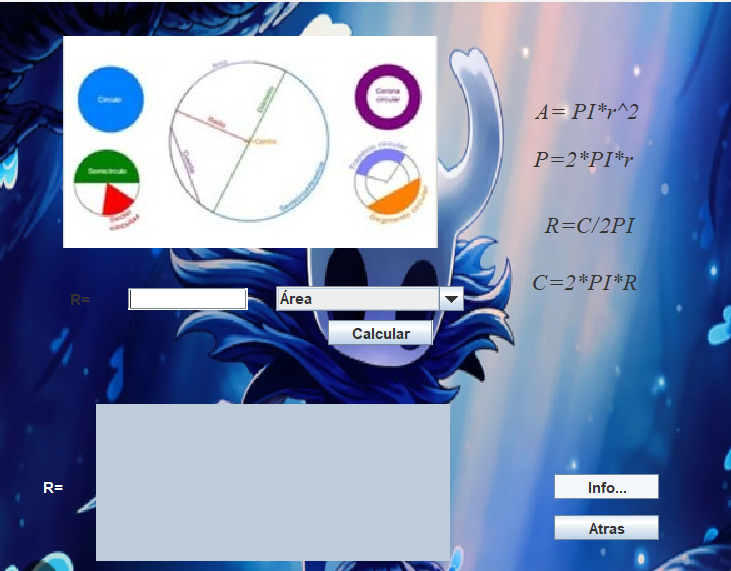 Arco
Círculo
Diámetro
Corona
circular
Radio
Centro
Cuerda
Semicírculo
Trapecio circular
Semicircunferencia
Sector
circular
Segmento circular
A= PI*r^2
P=2*PI*r
R=C/2PI
C=2*PI*R
R=
Área
Calcular
R=
Info...
Atras